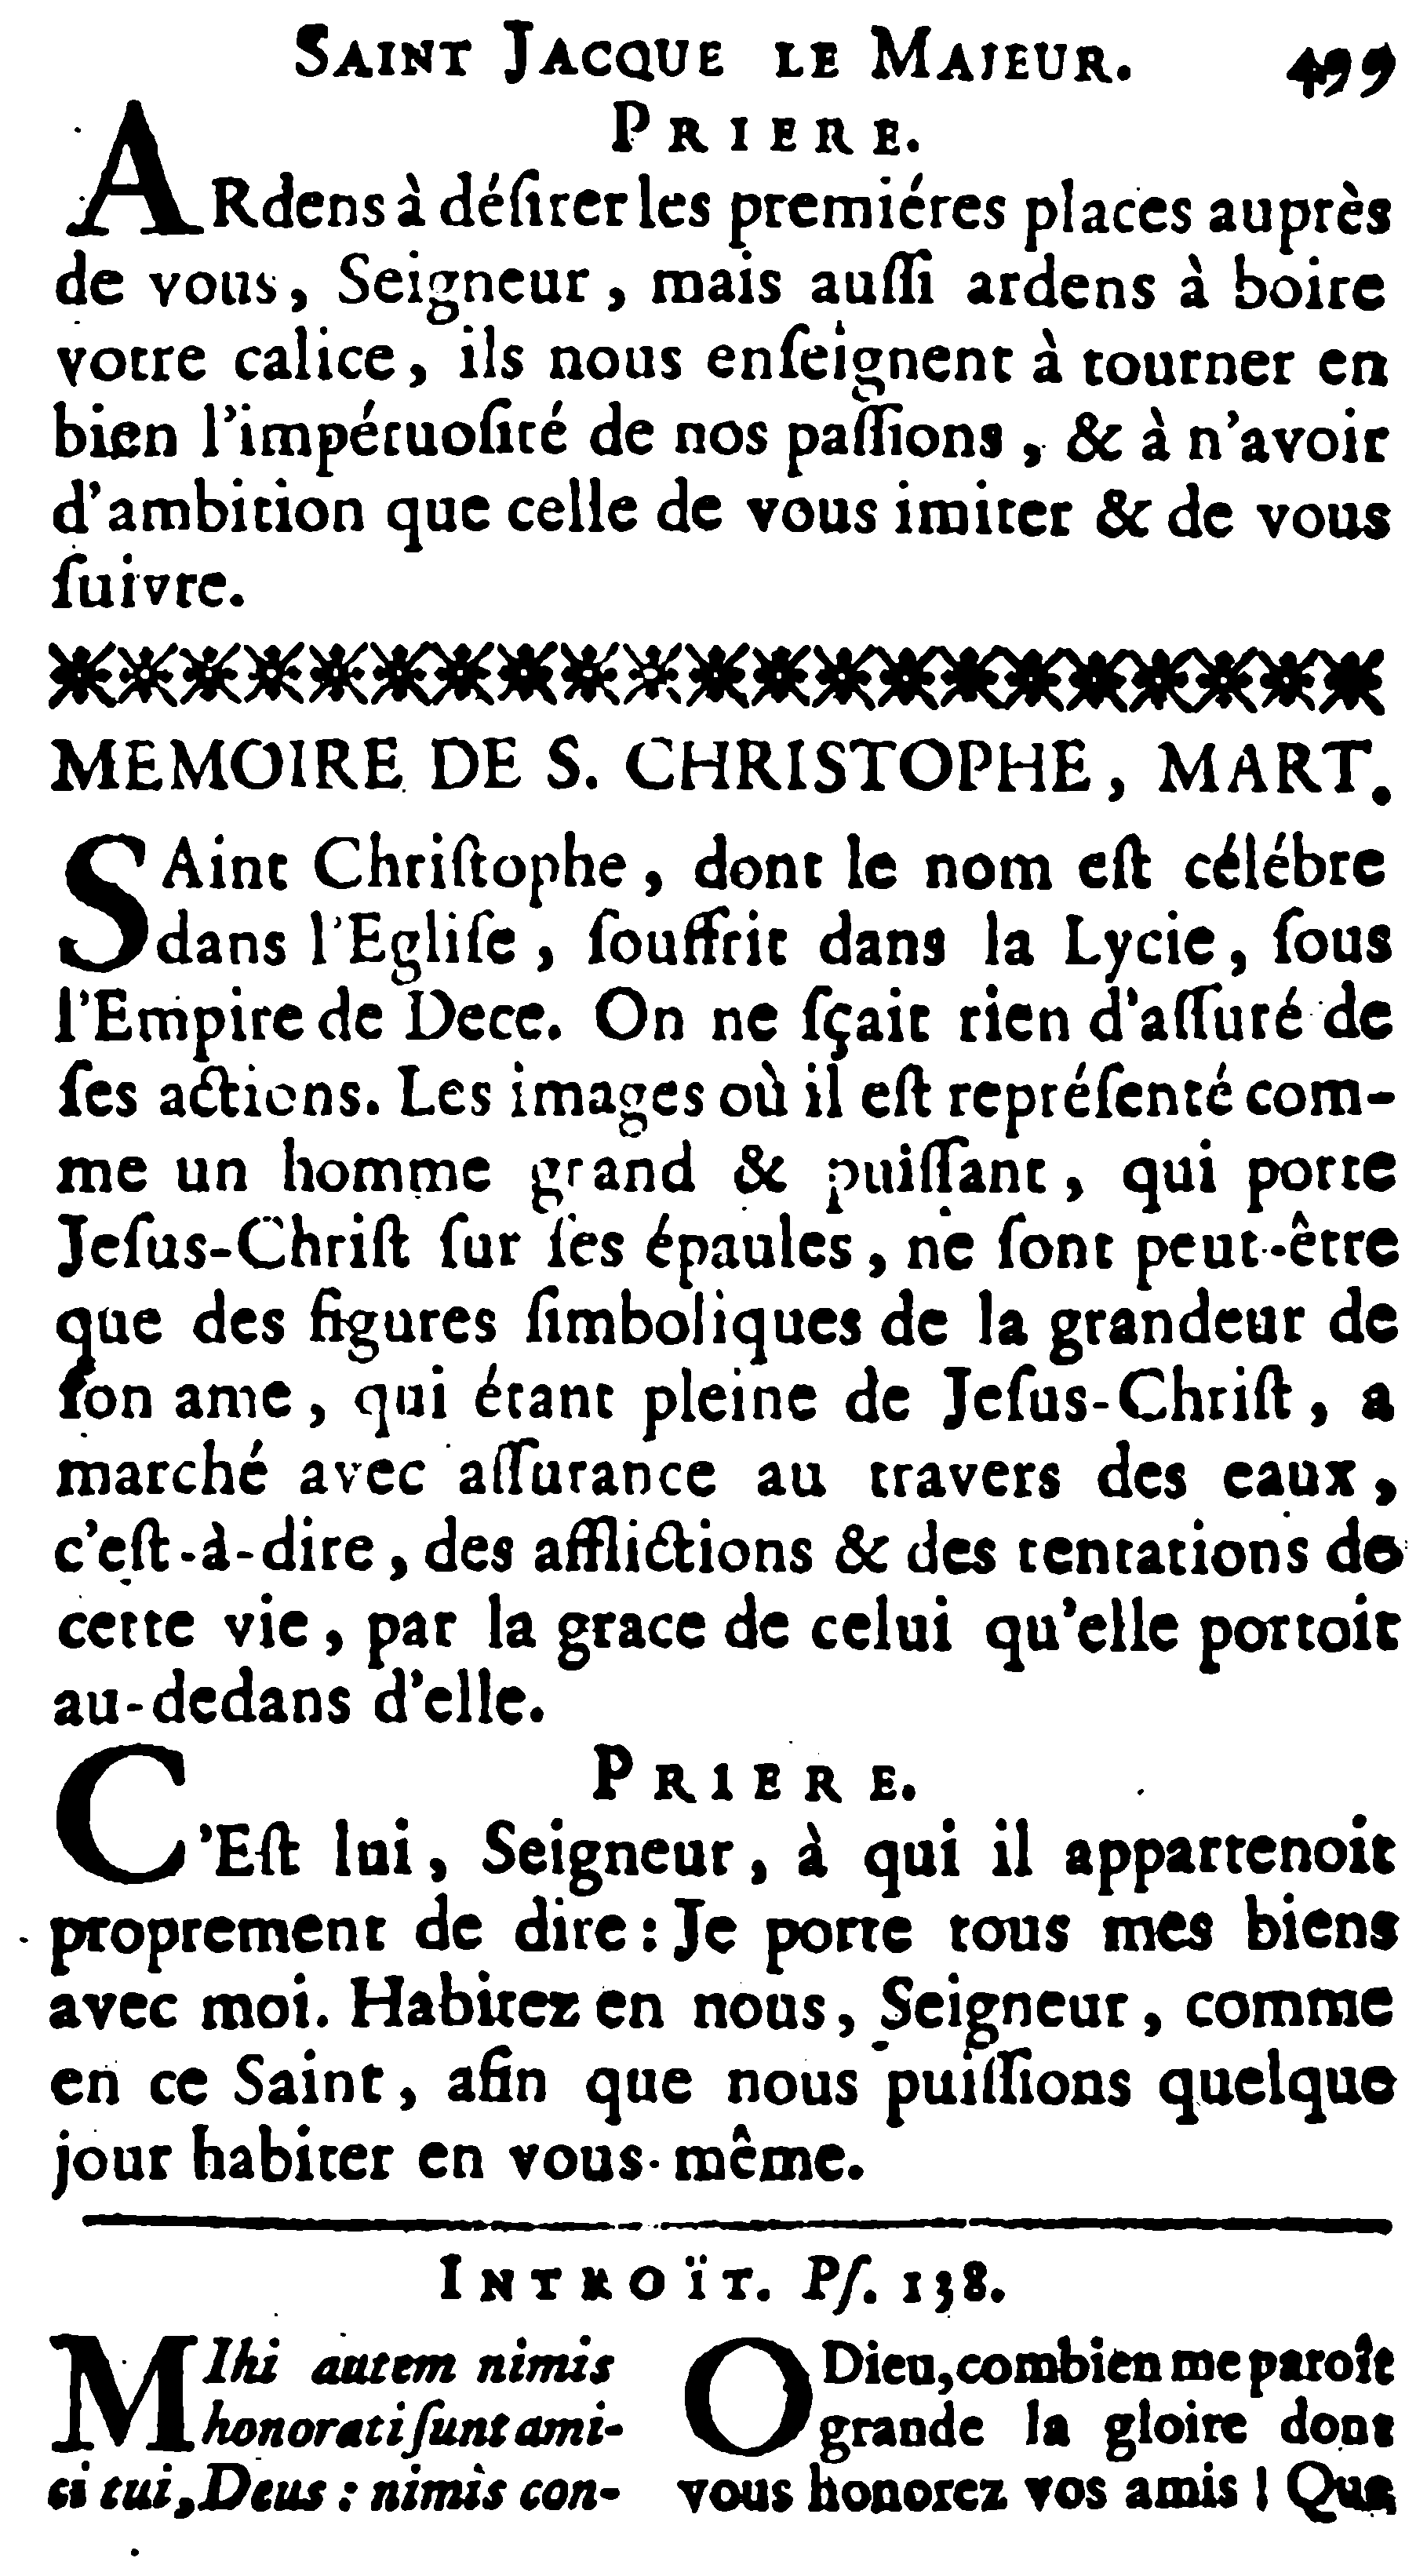 SAINT JACQUE LE MAJEUR. 499
PRIERE.
ARdens à déſirer les premiéres places auprès
de vous, Seigneur, mais auſſi ardens à boire
votre calice, ils nous enſeignent à tourner en
bien l'impétuoſité de nos paſſions, & à n'avoir
d'ambition que celle de vous imiter & de vous
ſuivre.
MEMOIRE DE S. CHRISTOPHE, MART.
SAint Chriſtophe, dont le nom eſt célébre
dans l'Egliſe, ſouffrit dans la Lycie, ſous
l'Empire de Dece. On ne ſçait rien d'aſſuré de
ſes actions. Les images où il eſt repréſenté com-
me un homme grand & puiſſant, qui porte
Jeſus-Chriſt ſur ſes épaules, ne ſont peut-être
que des figures ſimboliques de la grandeur de
ſon ame, qui étant pleine de Jeſus-Chriſt, a
marché avec aſſurance au travers des eaux,
c'eſt-à-dire, des afflictions & des tentations de
cette vie, par la grace de celui qu'elle portoit
au-dedans d'elle.
PRIERE.
C'Eſt lui, Seigneur, à qui il appartenoit
proprement de dire : Je porte tous mes biens
avec moi. Habitez en nous, Seigneur, comme
en ce Saint, afin que nous puiſſions quelque
jour habiter en vous-même.
INTROÏT. Pſ. 138.
MIhi autem nimis
honorati ſunt ami-
ci tui, Deus : nimis con-
O Dieu, combien me paroît
grande la gloire dont
vous honorez vos amis ! Que